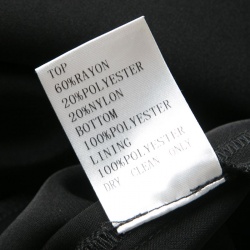 TOP
60%RAYON
20%POLYESTER
20%NYLON
BOTTOM
100%POLYESTER
LINING
100%POLYESTER
DRY CLEAN ONLY